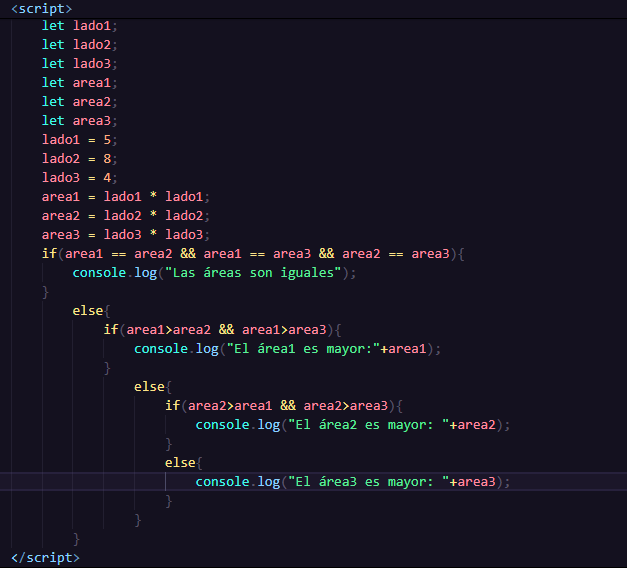 <script>
let lado1;
let lado2;
let lado3;
let area1;
let area2;
let area3;
lado1 = 5;
lado2 = 8;
lado3 = 4;
area1 = lado1 * lado1;
area2 = lado2 * lado2;
area3 = lado3 * lado3;
if(area1 == area2 && area1 == area3 && area2 == area3){
console.log("Las áreas son iguales");
}
else{
if(area1>area2 && area1>area3){
console.log("El área1 es mayor:"+area1);
}
else{
if(area2>area1 && area2>area3){
console.log("El área2 es mayor: "+area2);
}
else{
console.log("El área3 es mayor: "+area3);
}
}
}
</script>